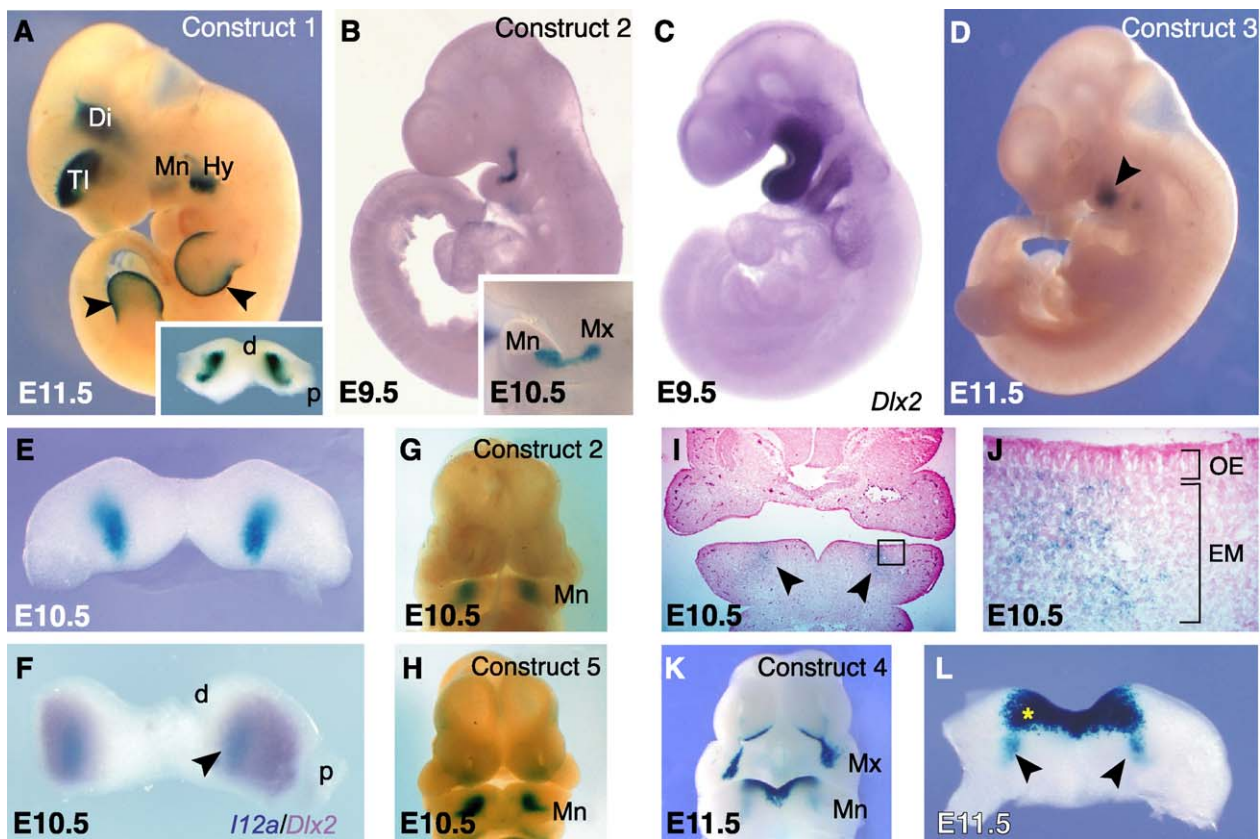 A
Construct 1
Di
Tl
Mn
Hy
d
p
E11.5
B
Construct 2
Mn
Mx
E9.5
E10.5
C
E9.5
Dlx2
D
Construct 3
E11.5
E
E10.5
G
Construct 2
Mn
E10.5
I
E10.5
J
OE
EM
E10.5
F
d
p
E10.5
I12a/Dlx2
H
Construct 5
Mn
E10.5
K
Construct 4
Mx
Mn
E11.5
L
*
E11.5